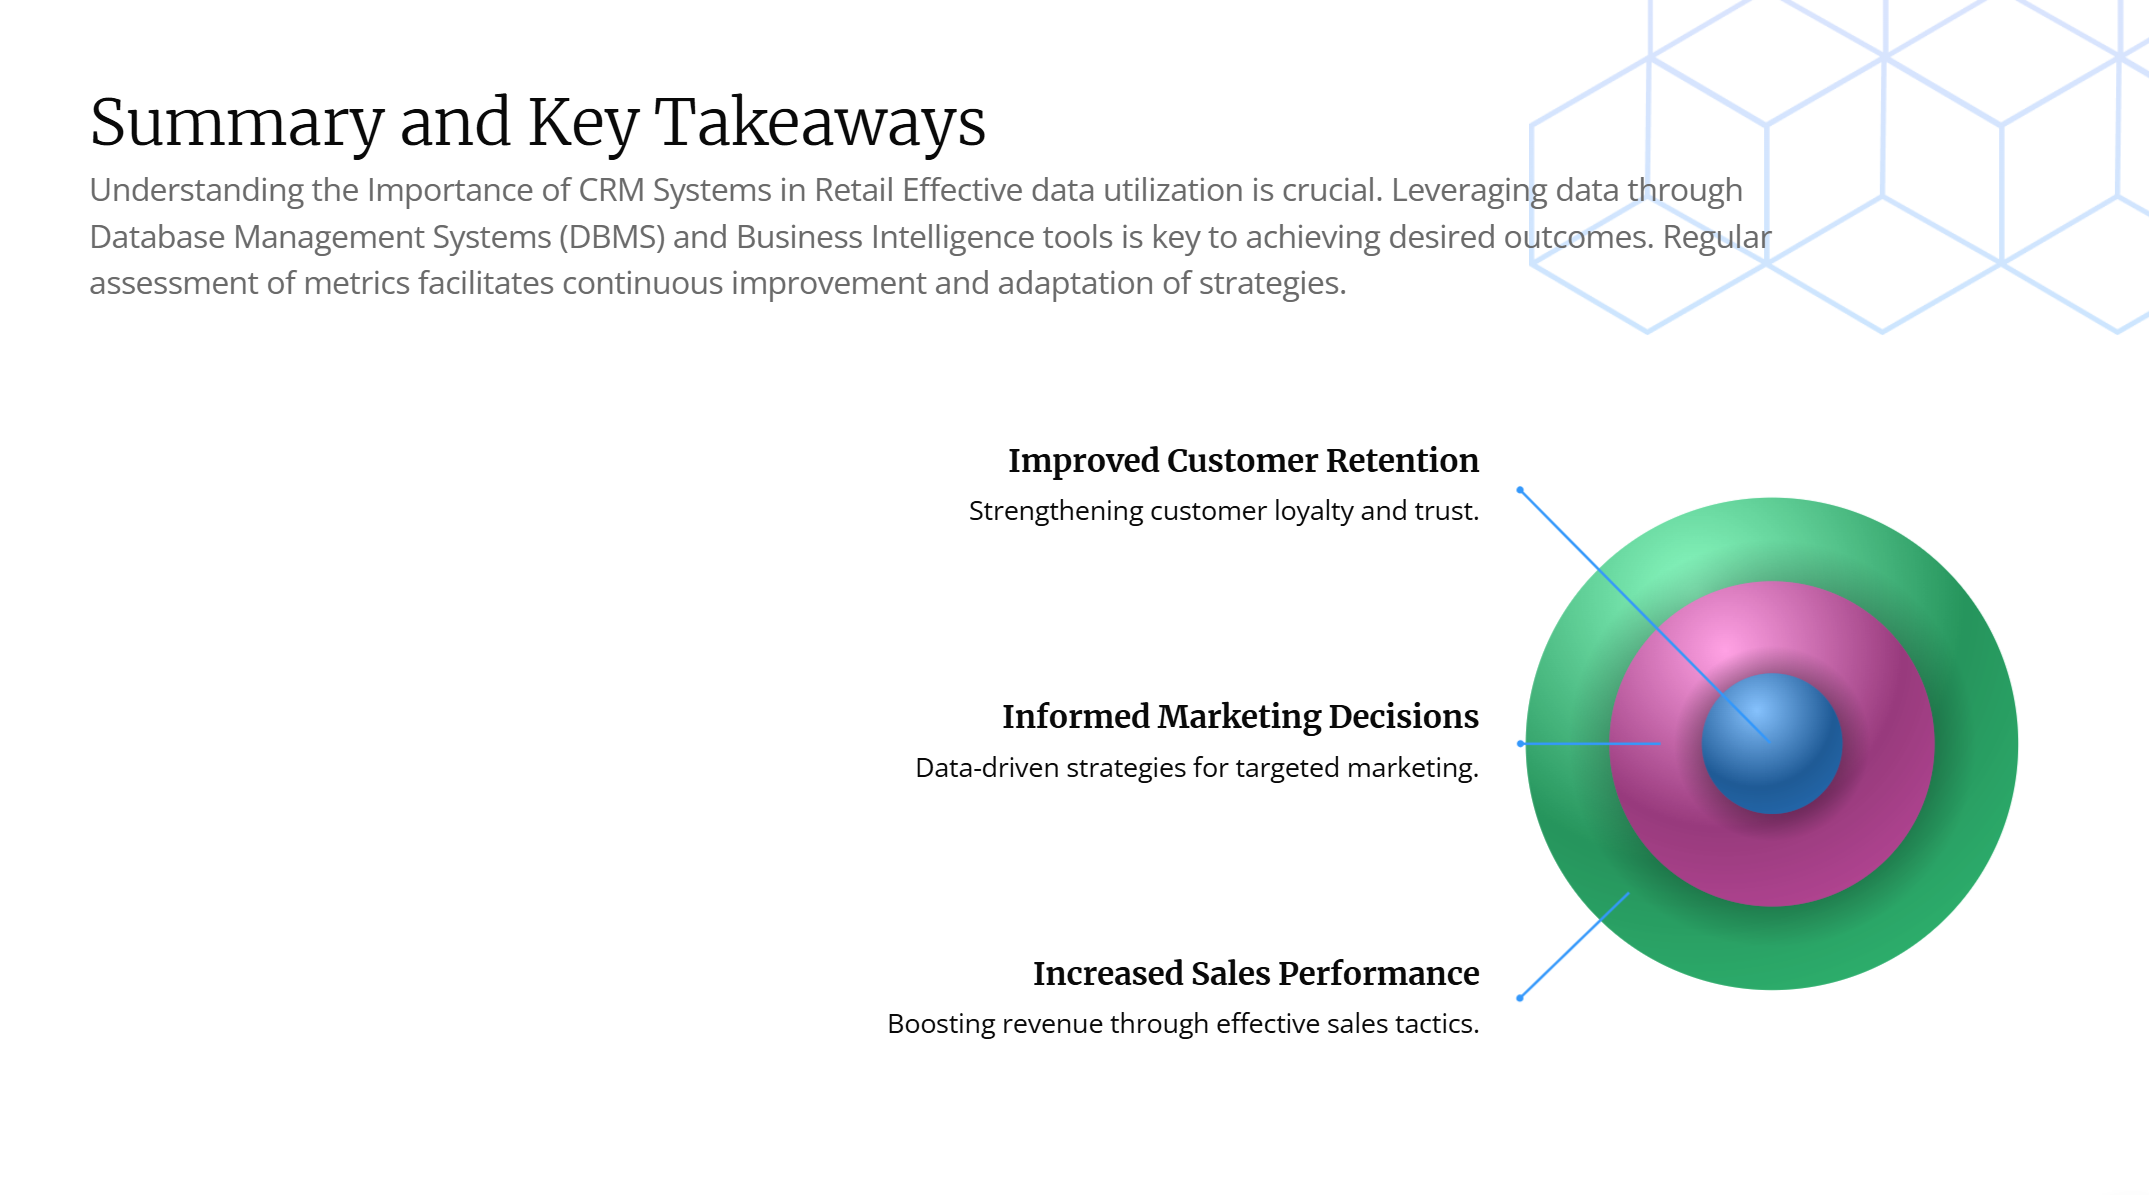 Summary and Key Takeaways
Understanding the Importance of CRM Systems in Retail Effective data utilization is crucial. Leveraging data through
Database Management Systems (DBMS) and Business Intelligence tools is key to achieving desired outcomes. Regular
assessment of metrics facilitates continuous improvement and adaptation of strategies.
Improved Customer Retention
Strengthening customer loyalty and trust.
Informed Marketing Decisions
Data-driven strategies for targeted marketing.
Increased Sales Performance
Boosting revenue through effective sales tactics.